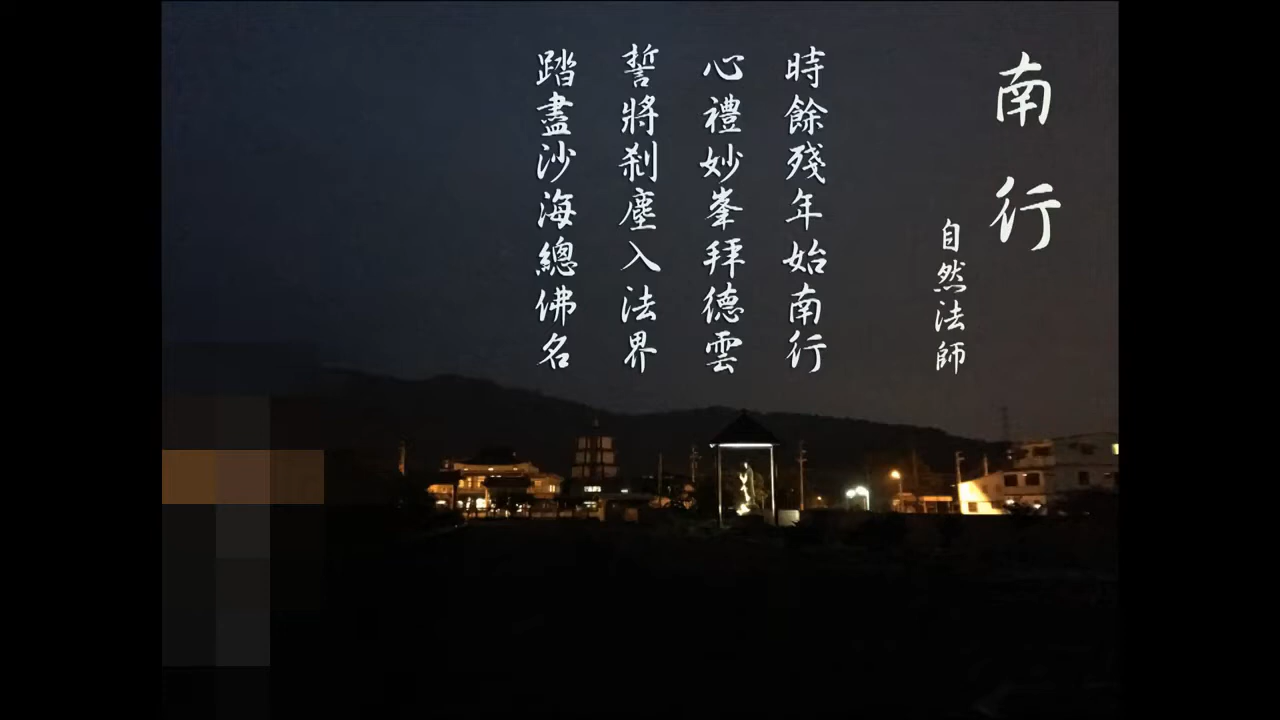 南行
自然法師
時餘殘年始南行
心禮妙峯拜德雲
誓將剎塵入法界
踏盡沙海總佛名